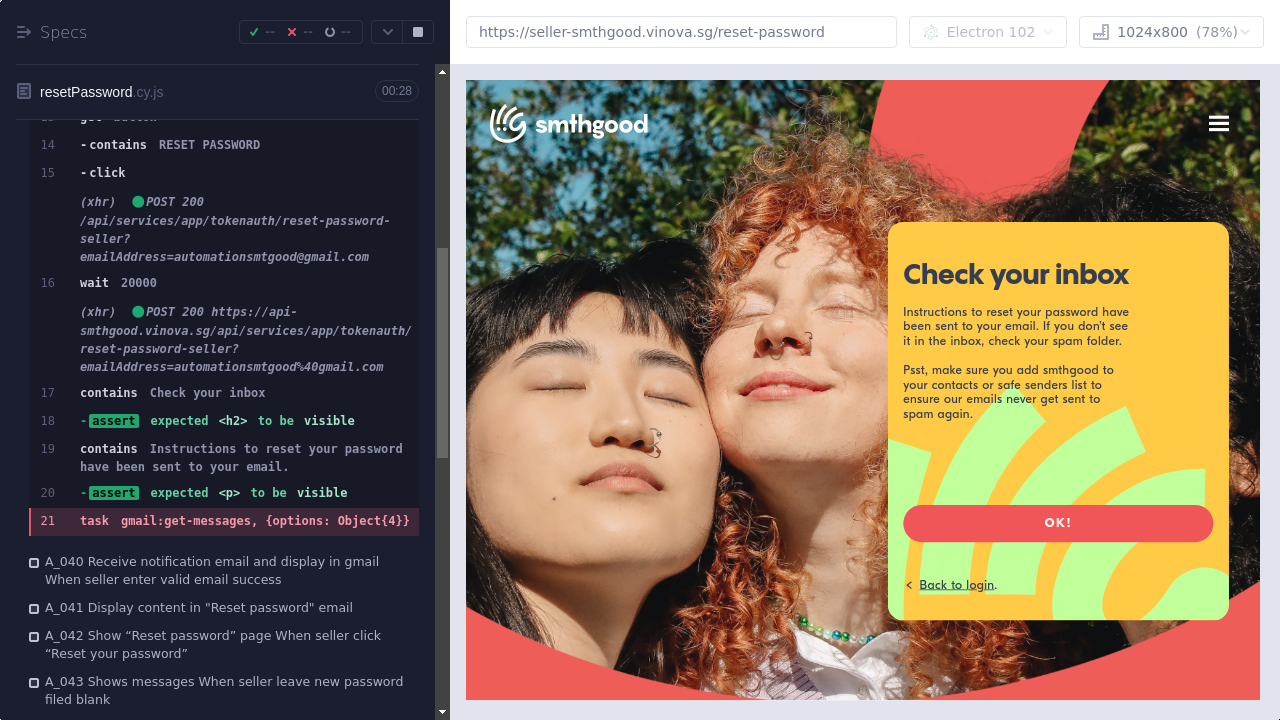 Specs
-- -- --
https://seller-smthgood.vinova.sg/reset-password
Electron 102
1024x800 (78%)
resetPassword.cy.js
00:28
14 -contains RESET PASSWORD
15 -click
(xhr) POST 200
/api/services/app/tokenauth/reset-password-
seller?
emailAddress=automationsmtgood@gmail.com
16 wait 20000
(xhr) POST 200 https://api-
smthgood.vinova.sg/api/services/app/tokenauth/
reset-password-seller?
emailAddress=automationsmtgood%40gmail.com
17 contains Check your inbox
18 -assert expected <h2> to be visible
19 contains Instructions to reset your password
have been sent to your email.
20 -assert expected <p> to be visible
21 task gmail:get-messages, {options: Object{4}}
A_040 Receive notification email and display in gmail
When seller enter valid email success
A_041 Display content in "Reset password" email
A_042 Show “Reset password” page When seller click
“Reset your password”
A_043 Shows messages When seller leave new password
filed blank
smthgood
Check your inbox
Instructions to reset your password have
been sent to your email. If you don't see
it in the inbox, check your spam folder.
Psst, make sure you add smthgood to
your contacts or safe senders list to
ensure our emails never get sent to
spam again.
OK!
< Back to login.